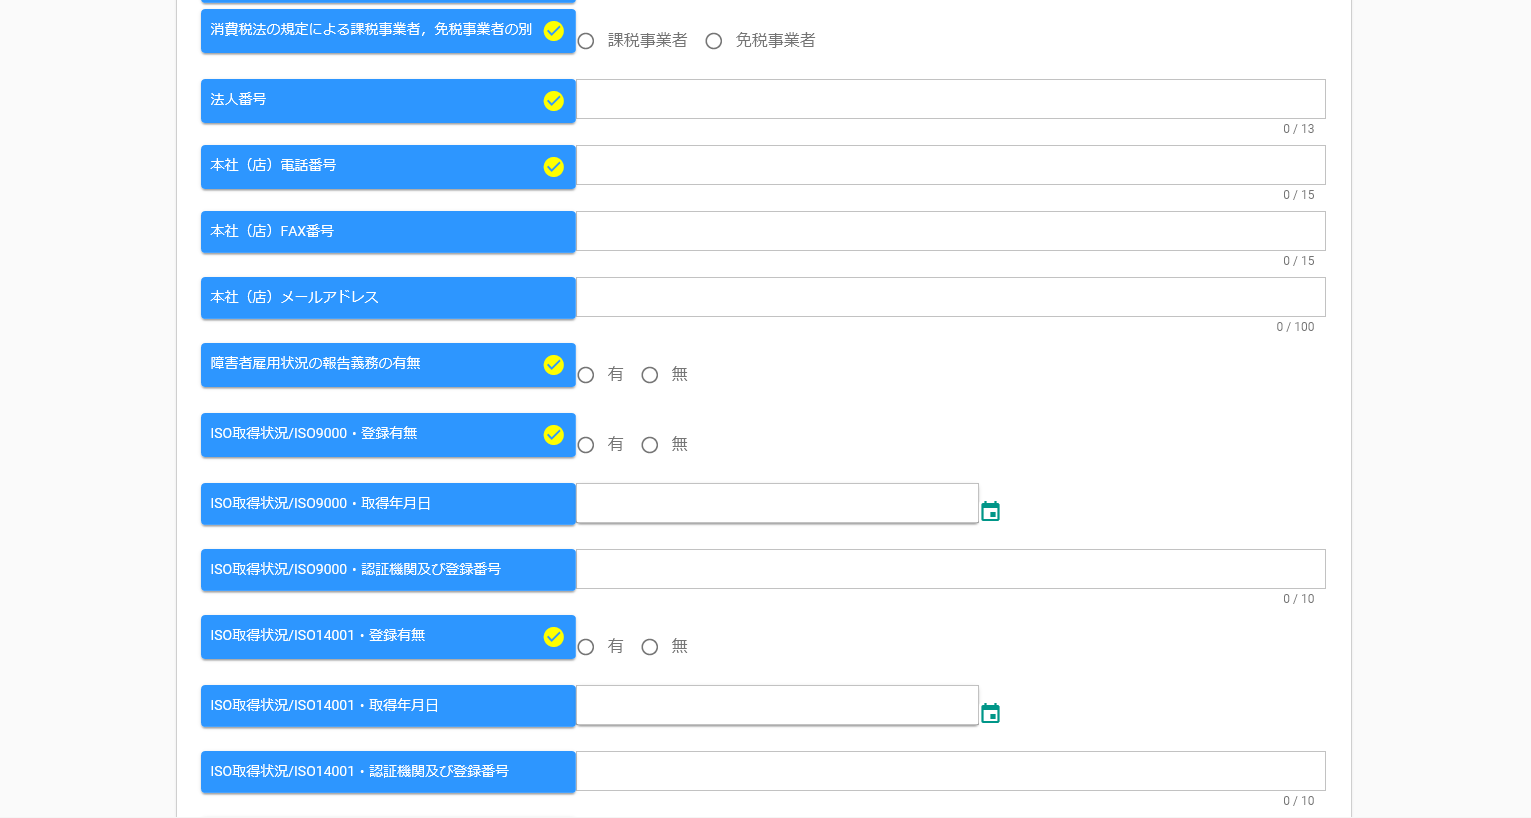 消費税法の規定による課税事業者，免税事業者の別
課税事業者 免税事業者
法人番号
0 / 13
本社（店）電話番号
0 / 15
本社（店）FAX番号
0 / 15
本社（店）メールアドレス
0 / 100
障害者雇用状況の報告義務の有無
有 無
ISO取得状況/ISO9000・登録有無
有 無
ISO取得状況/ISO9000・取得年月日
ISO取得状況/ISO9000・認証機関及び登録番号
0 / 10
ISO取得状況/ISO14001・登録有無
有 無
ISO取得状況/ISO14001・取得年月日
ISO取得状況/ISO14001・認証機関及び登録番号
0 / 10